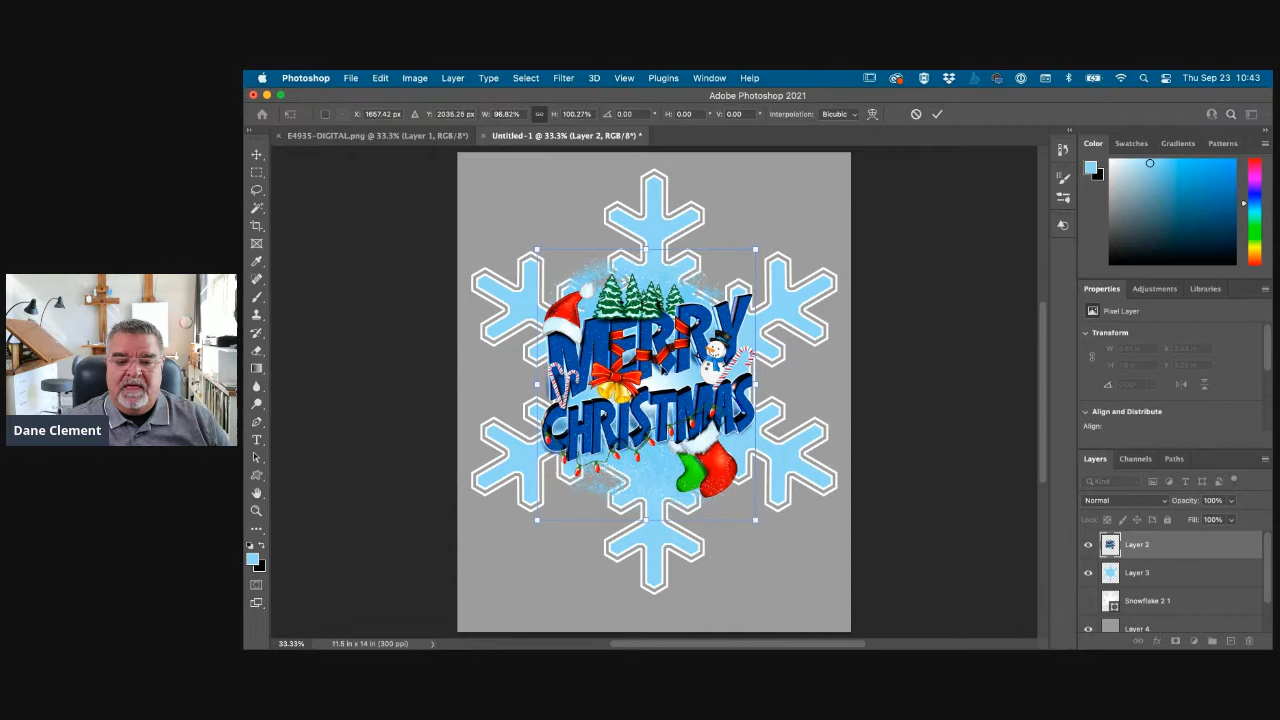 Photoshop File Edit Image Layer Type Select Filter 3D View Plugins Window Help Thu Sep 23 10:43
Adobe Photoshop 2021
X: 1657.42 px Y: 2035.25 px W: 96.82% H: 100.27% 0.00 ° H: 0.00 ° V: 0.00 ° Interpolation: Bicubic
E4935-DIGITAL.png @ 33.3% (Layer 1, RGB/8*) Untitled-1 @ 33.3% (Layer 2, RGB/8*) *
Color Swatches Gradients Patterns
Properties Adjustments Libraries
Pixel Layer
Transform
Align and Distribute
Align:
Layers Channels Paths
Kind
Normal Opacity: 100%
Lock: Fill: 100%
Layer 2
Layer 3
Snowflake 2 1
Layer 4
MERRY
CHRISTMAS
Dane Clement
33.33% 11.5 in x 14 in (300 ppi)